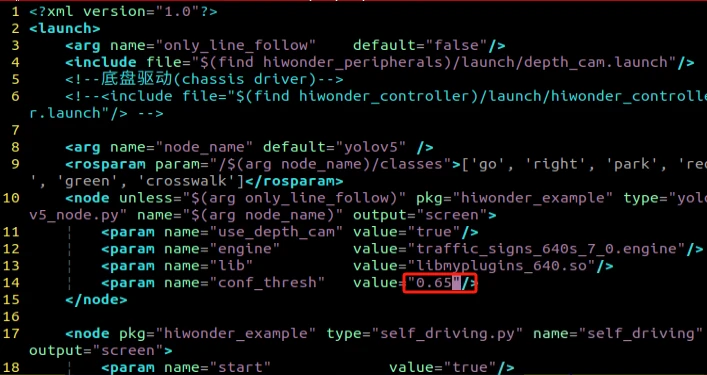 1 <?xml version="1.0"?>
2 <launch>
3 <arg name="only_line_follow" default="false"/>
4 <include file="$(find hiwonder_peripherals)/launch/depth_cam.launch"/>
5 <!--底盘驱动(chassis driver)-->
6 <!--<include file="$(find hiwonder_controller)/launch/hiwonder_controlle
r.launch"/> -->
7
8 <arg name="node_name" default="yolov5" />
9 <rosparam param="/$(arg node_name)/classes">['go', 'right', 'park', 'red
', 'green', 'crosswalk']</rosparam>
10 <node unless="$(arg only_line_follow)" pkg="hiwonder_example" type="yolo
v5_node.py" name="$(arg node_name)" output="screen">
11 <param name="use_depth_cam" value="true"/>
12 <param name="engine" value="traffic_signs_640s_7_0.engine"/>
13 <param name="lib" value="libmyplugins_640.so"/>
14 <param name="conf_thresh" value="0.65"/>
15 </node>
16
17 <node pkg="hiwonder_example" type="self_driving.py" name="self_driving"
output="screen">
18 <param name="start" value="true"/>